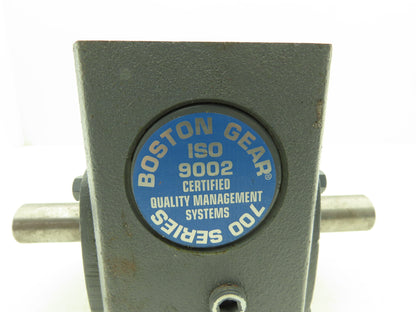 BOSTON GEAR®
ISO
9002
CERTIFIED
QUALITY MANAGEMENT
SYSTEMS
700 SERIES